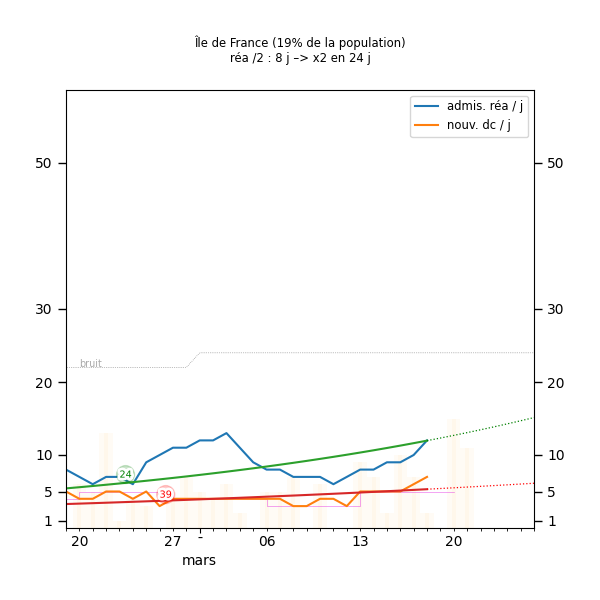 Île de France (19% de la population)
réa /2 : 8 j –> x2 en 24 j
admis. réa / j
nouv. dc / j
50 50
30 30
bruit
20 20
10 10
24
39
5 5
1 1
20 27 - 06 13 20
mars